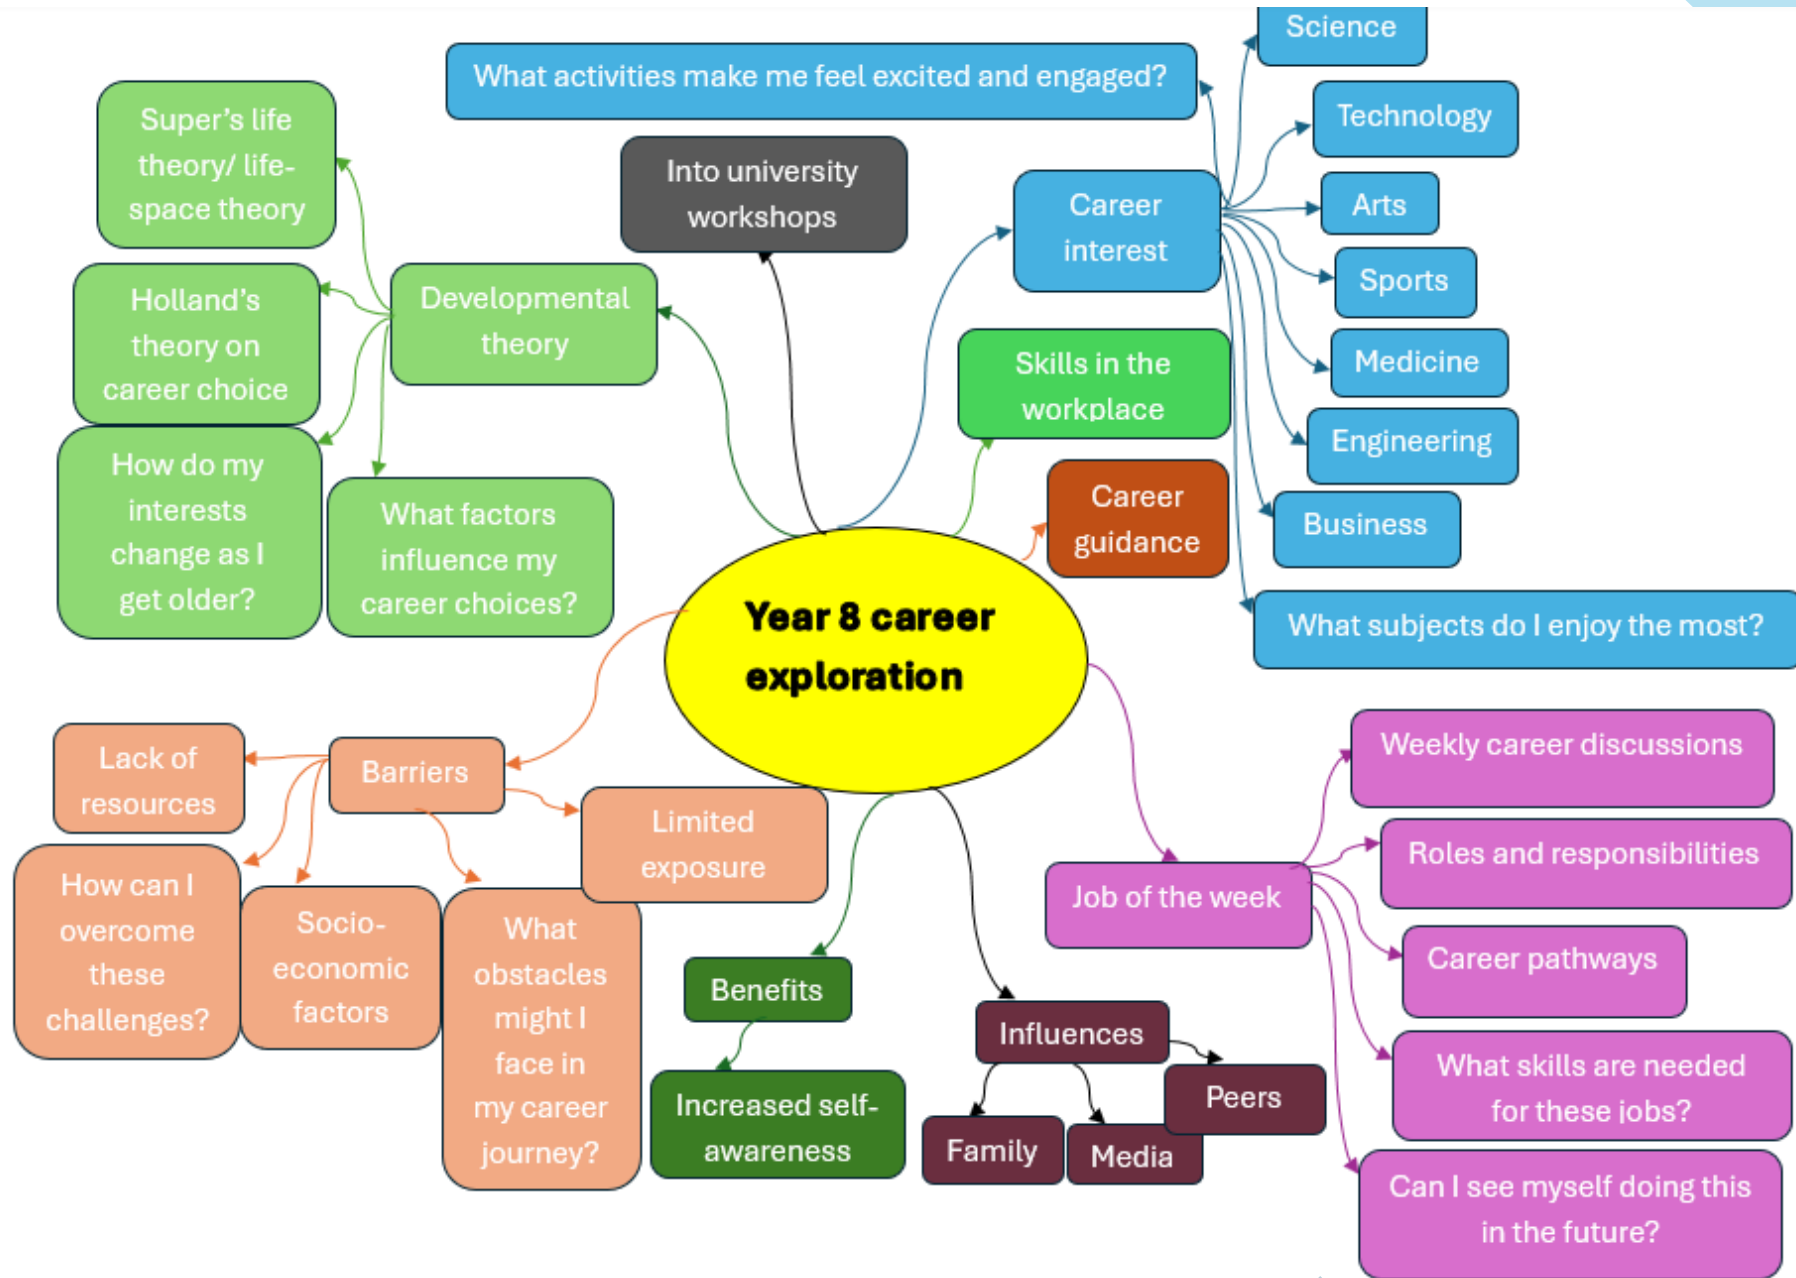 Science
What activities make me feel excited and engaged?
Technology
Super’s life
theory/ life-
space theory
Into university
workshops
Career
interest
Arts
Sports
Holland’s
theory on
career choice
Developmental
theory
Skills in the
workplace
Medicine
Engineering
How do my
interests
change as I
get older?
What factors
influence my
career choices?
Career
guidance
Business
Year 8 career
exploration
What subjects do I enjoy the most?
Lack of
resources
Barriers
Limited
exposure
Weekly career discussions
Roles and responsibilities
Job of the week
How can I
overcome
these
challenges?
Socio-
economic
factors
What
obstacles
might I
face in
my career
journey?
Career pathways
Benefits
Influences
What skills are needed
for these jobs?
Increased self-
awareness
Family
Media
Peers
Can I see myself doing this
in the future?